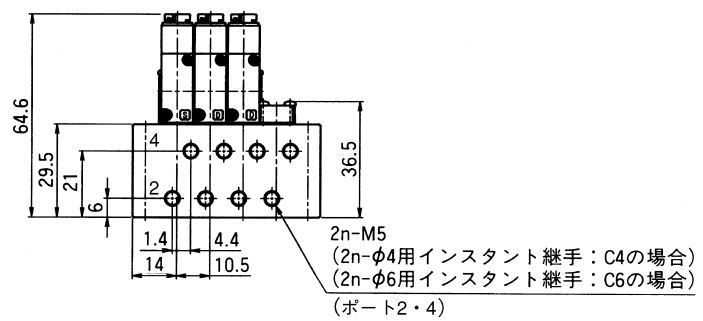 64.6
29.5
21
6
4
2
S
D
D
36.5
1.4
4.4
14
10.5
2n-M5
(2n-φ4用インスタント継手：C4の場合)
(2n-φ6用インスタント継手：C6の場合)
(ポート2・4)